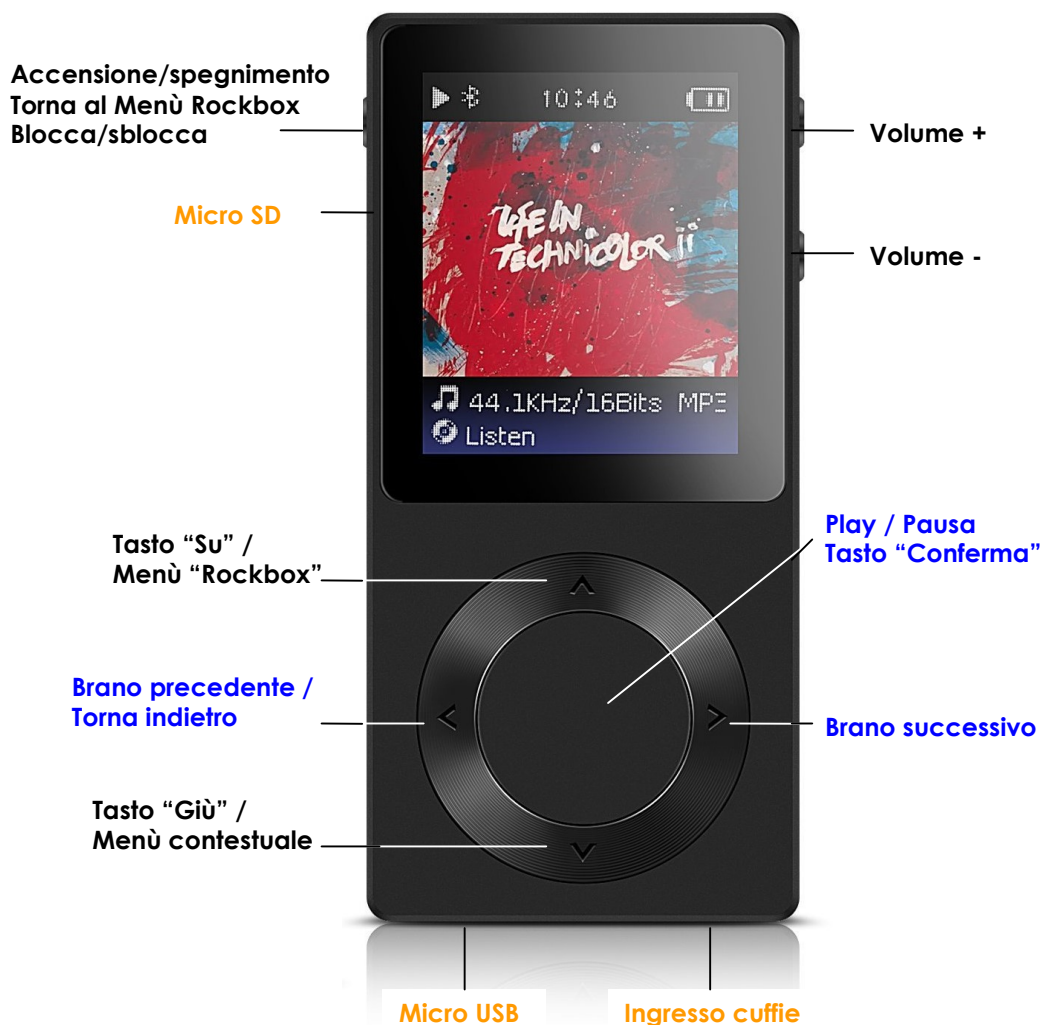 Accensione/spegnimento
Torna al Menù Rockbox
Blocca/sblocca
Micro SD
Volume +
Volume -
10:46
LIFE IN
TECHNICOLOR ii
44.1KHz/16Bits MP3
Listen
Tasto “Su” /
Menù “Rockbox”
Play / Pausa
Tasto “Conferma”
Brano precedente /
Torna indietro
Brano successivo
Tasto “Giù” /
Menù contestuale
Micro USB
Ingresso cuffie